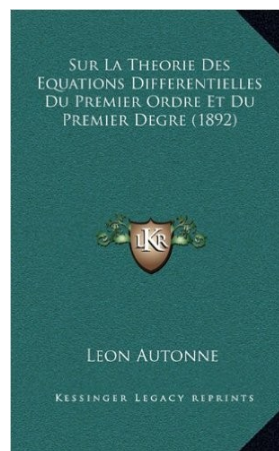 Sur La Theorie Des
Equations Differentielles
Du Premier Ordre Et Du
Premier Degre (1892)
LKR
Leon Autonne
Kessinger Legacy reprints